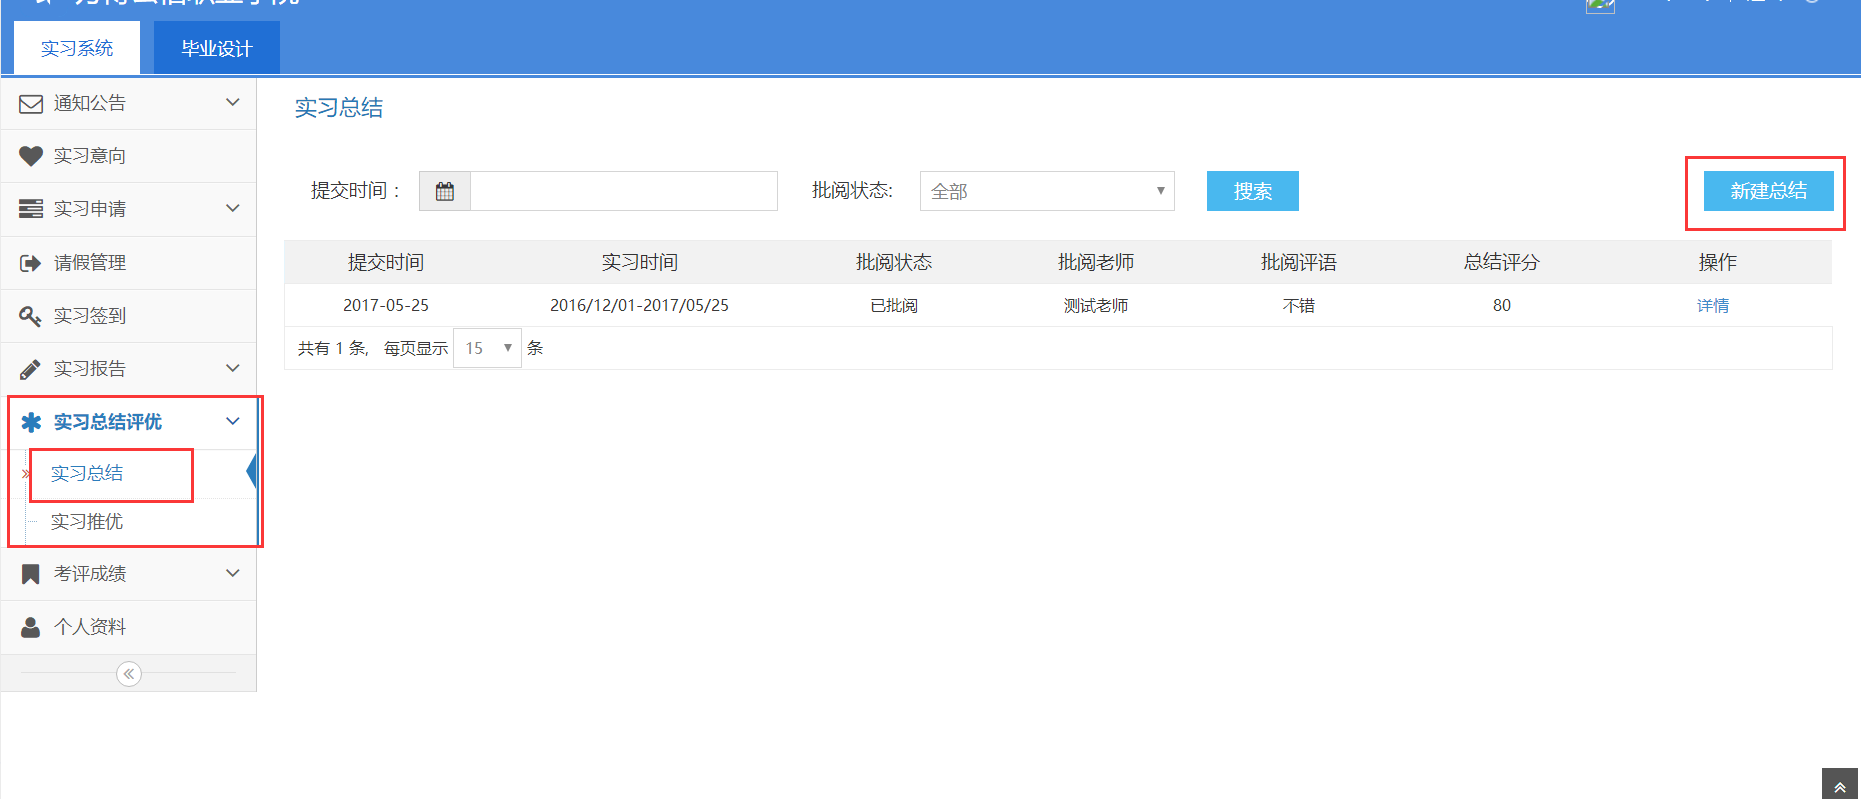 实习系统 毕业设计
通知公告
实习意向
实习申请
请假管理
实习签到
实习报告
实习总结评优
实习总结
实习推优
考评成绩
个人资料
实习总结
提交时间： 批阅状态: 全部 搜索 新建总结
提交时间 实习时间 批阅状态 批阅老师 批阅评语 总结评分 操作
2017-05-25 2016/12/01-2017/05/25 已批阅 测试老师 不错 80 详情
共有 1 条, 每页显示 15 条